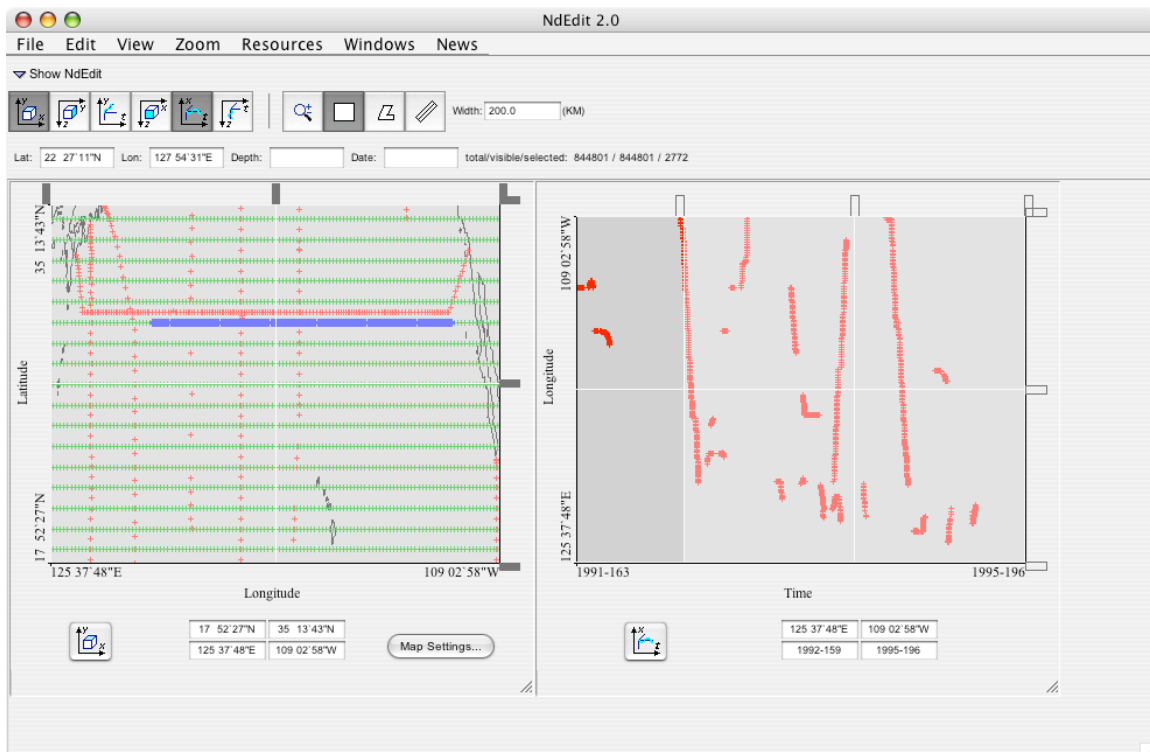 NdEdit 2.0
File Edit View Zoom Resources Windows News
Show NdEdit
y x z y y t z x x t z t Width: 200.0 (KM)
Lat: 22 27'11"N Lon: 127 54'31"E Depth: Date: total/visible/selected: 844801 / 844801 / 2772
35 13'43"N
Latitude
17 52'27"N
125 37'48"E 109 02'58"W
Longitude
109 02'58"W
Longitude
125 37'48"E
1991-163 1995-196
Time
y x
17 52'27"N 35 13'43"N
125 37'48"E 109 02'58"W
Map Settings...
x t
125 37'48"E 109 02'58"W
1992-159 1995-196